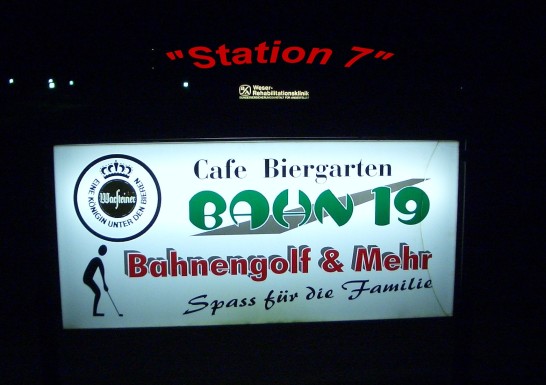 "Station 7"
Weser-
Rehabilitationsklinik
Cafe Biergarten
BAHN 19
EINE KÖNIGIN UNTER DEN BIEREN
Warsteiner
Bahnengolf & Mehr
Spass für die Familie